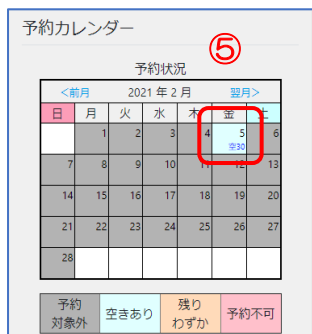 予約カレンダー
⑤
予約状況
<前月 2021 年 2 月 翌月>
日 月 火 水 木 金 土
1 2 3 4 5 6
空30
7 8 9 10 11 12 13
14 15 16 17 18 19 20
21 22 23 24 25 26 27
28
予約
対象外
空きあり
残り
わずか
予約不可